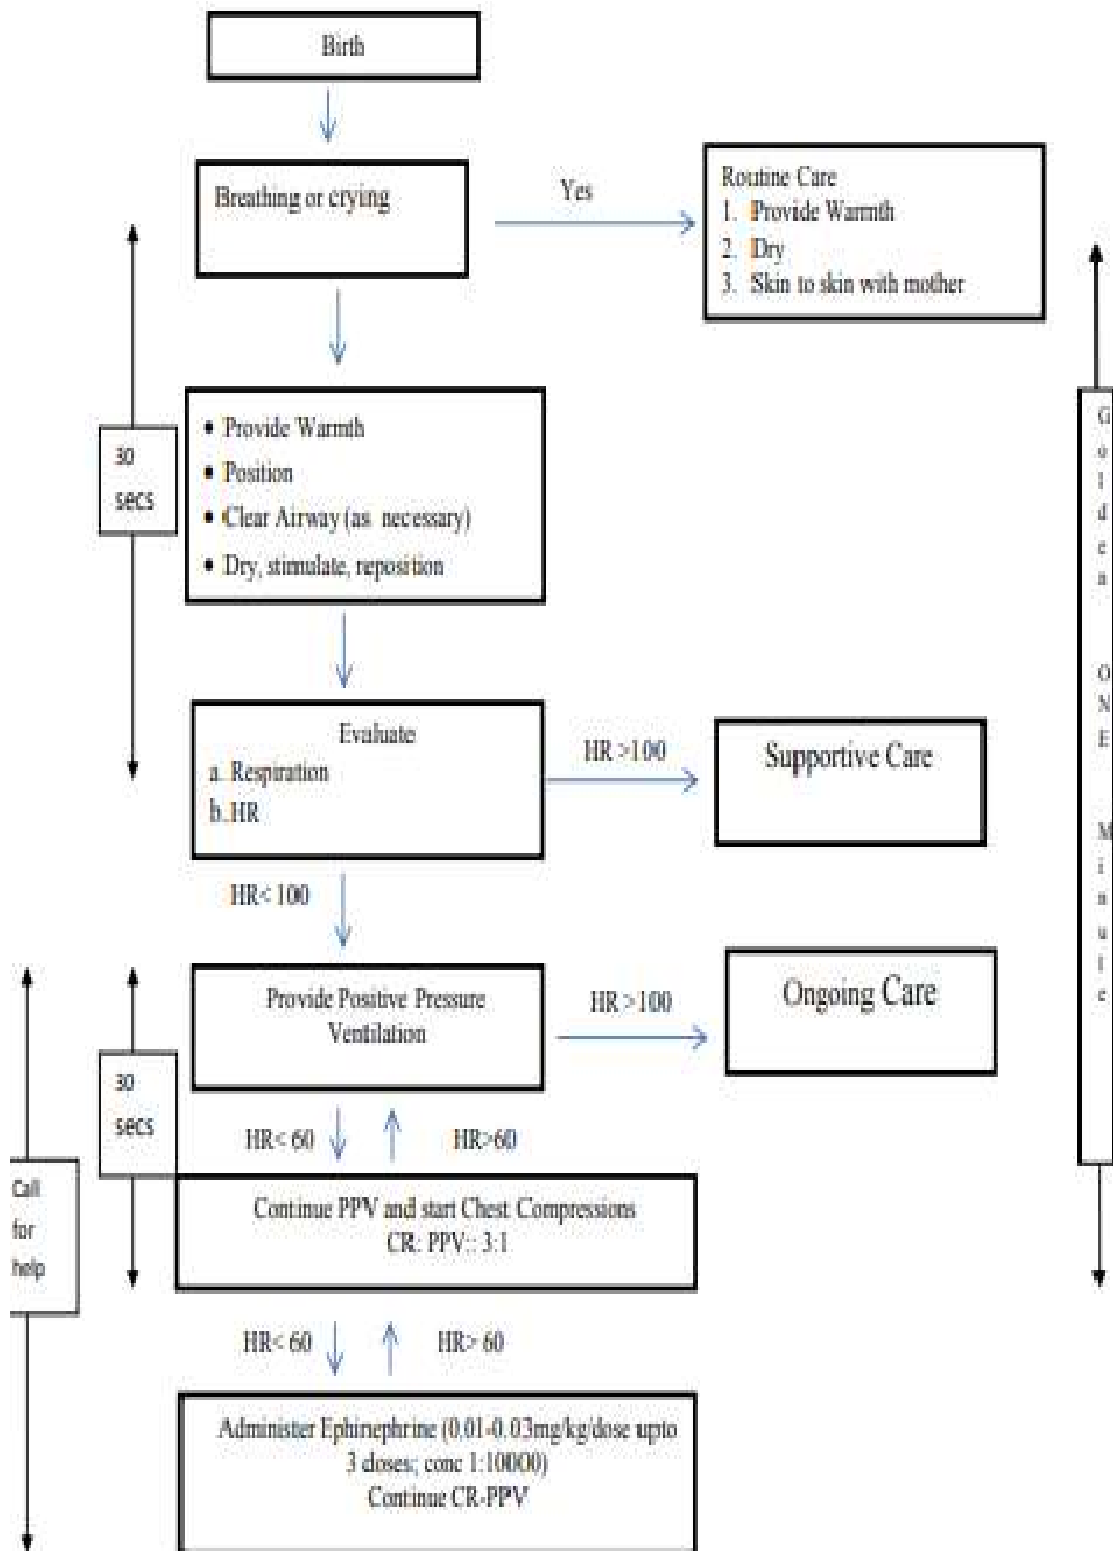 Birth
Breathing or crying
Yes
Routine Care
1. Provide Warmth
2. Dry
3. Skin to skin with mother
30
secs
• Provide Warmth
• Position
• Clear Airway (as necessary)
• Dry, stimulate, reposition
Golden ONE Minute
Evaluate
a. Respiration
b. HR
HR >100
Supportive Care
HR< 100
Provide Positive Pressure
Ventilation
HR >100
Ongoing Care
30
secs
HR< 60
HR>60
Call
for
help
Continue PPV and start Chest Compressions
CR: PPV:: 3:1
HR< 60
HR> 60
Administer Ephinephrine (0.01-0.03mg/kg/dose upto
3 doses; conc 1:10000)
Continue CR-PPV